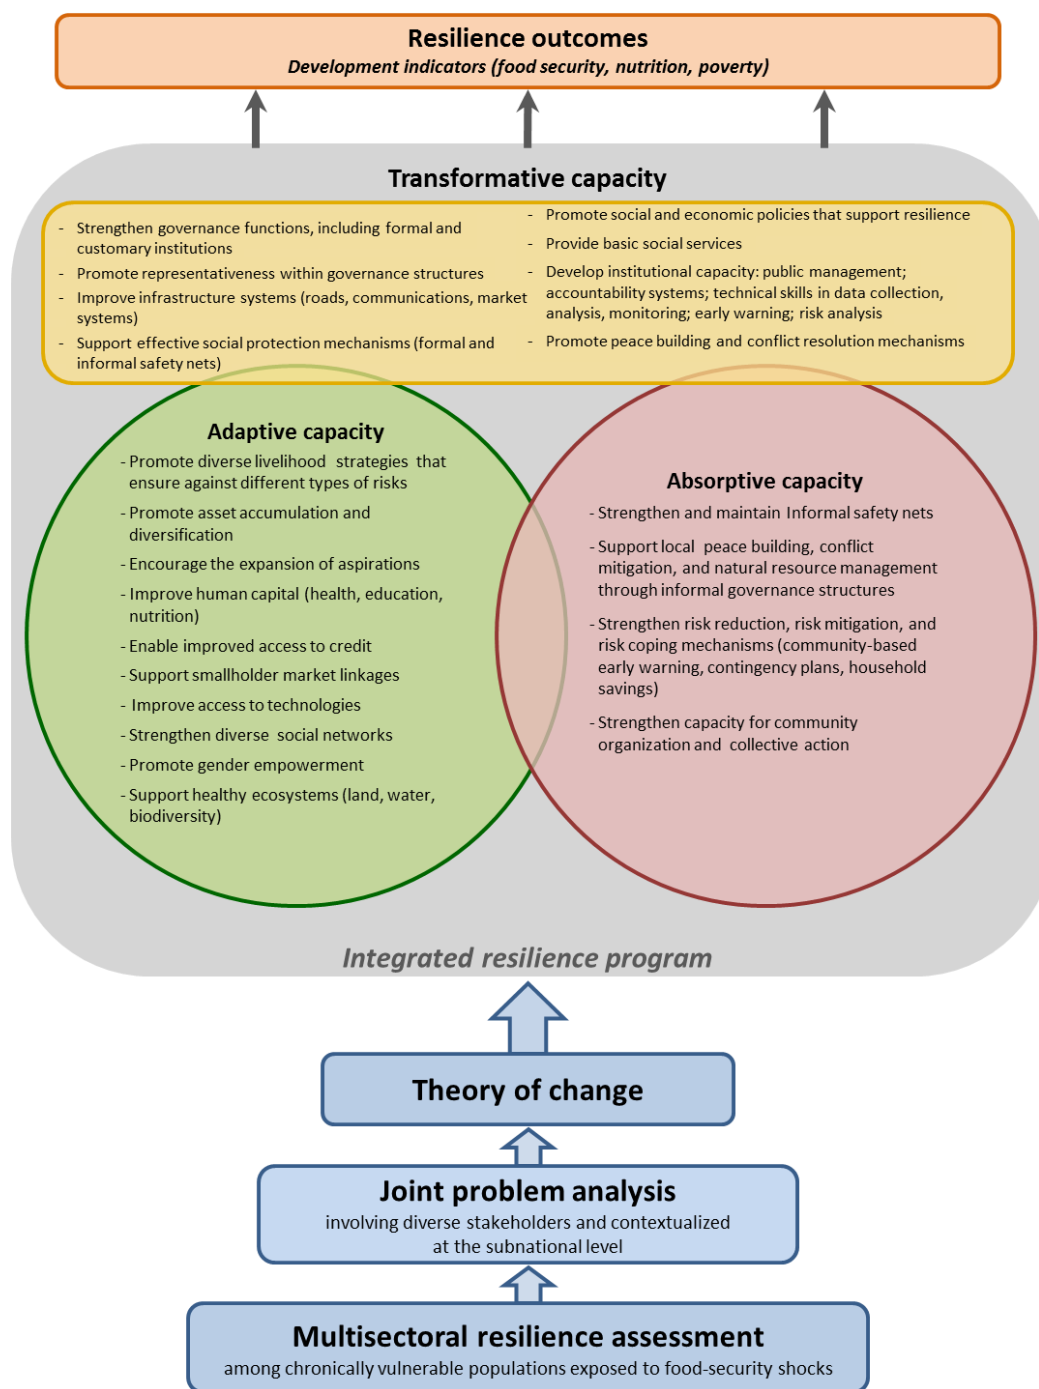 Resilience outcomes
Development indicators (food security, nutrition, poverty)
Transformative capacity
- Strengthen governance functions, including formal and
customary institutions
- Promote representativeness within governance structures
- Improve infrastructure systems (roads, communications, market
systems)
- Support effective social protection mechanisms (formal and
informal safety nets)
- Promote social and economic policies that support resilience
- Provide basic social services
- Develop institutional capacity: public management;
accountability systems; technical skills in data collection,
analysis, monitoring; early warning; risk analysis
- Promote peace building and conflict resolution mechanisms
Adaptive capacity
- Promote diverse livelihood strategies that
ensure against different types of risks
- Promote asset accumulation and
diversification
- Encourage the expansion of aspirations
- Improve human capital (health, education,
nutrition)
- Enable improved access to credit
- Support smallholder market linkages
- Improve access to technologies
- Strengthen diverse social networks
- Promote gender empowerment
- Support healthy ecosystems (land, water,
biodiversity)
Absorptive capacity
- Strengthen and maintain Informal safety nets
- Support local peace building, conflict
mitigation, and natural resource management
through informal governance structures
- Strengthen risk reduction, risk mitigation, and
risk coping mechanisms (community-based
early warning, contingency plans, household
savings)
- Strengthen capacity for community
organization and collective action
Integrated resilience program
Theory of change
Joint problem analysis
involving diverse stakeholders and contextualized
at the subnational level
Multisectoral resilience assessment
among chronically vulnerable populations exposed to food-security shocks